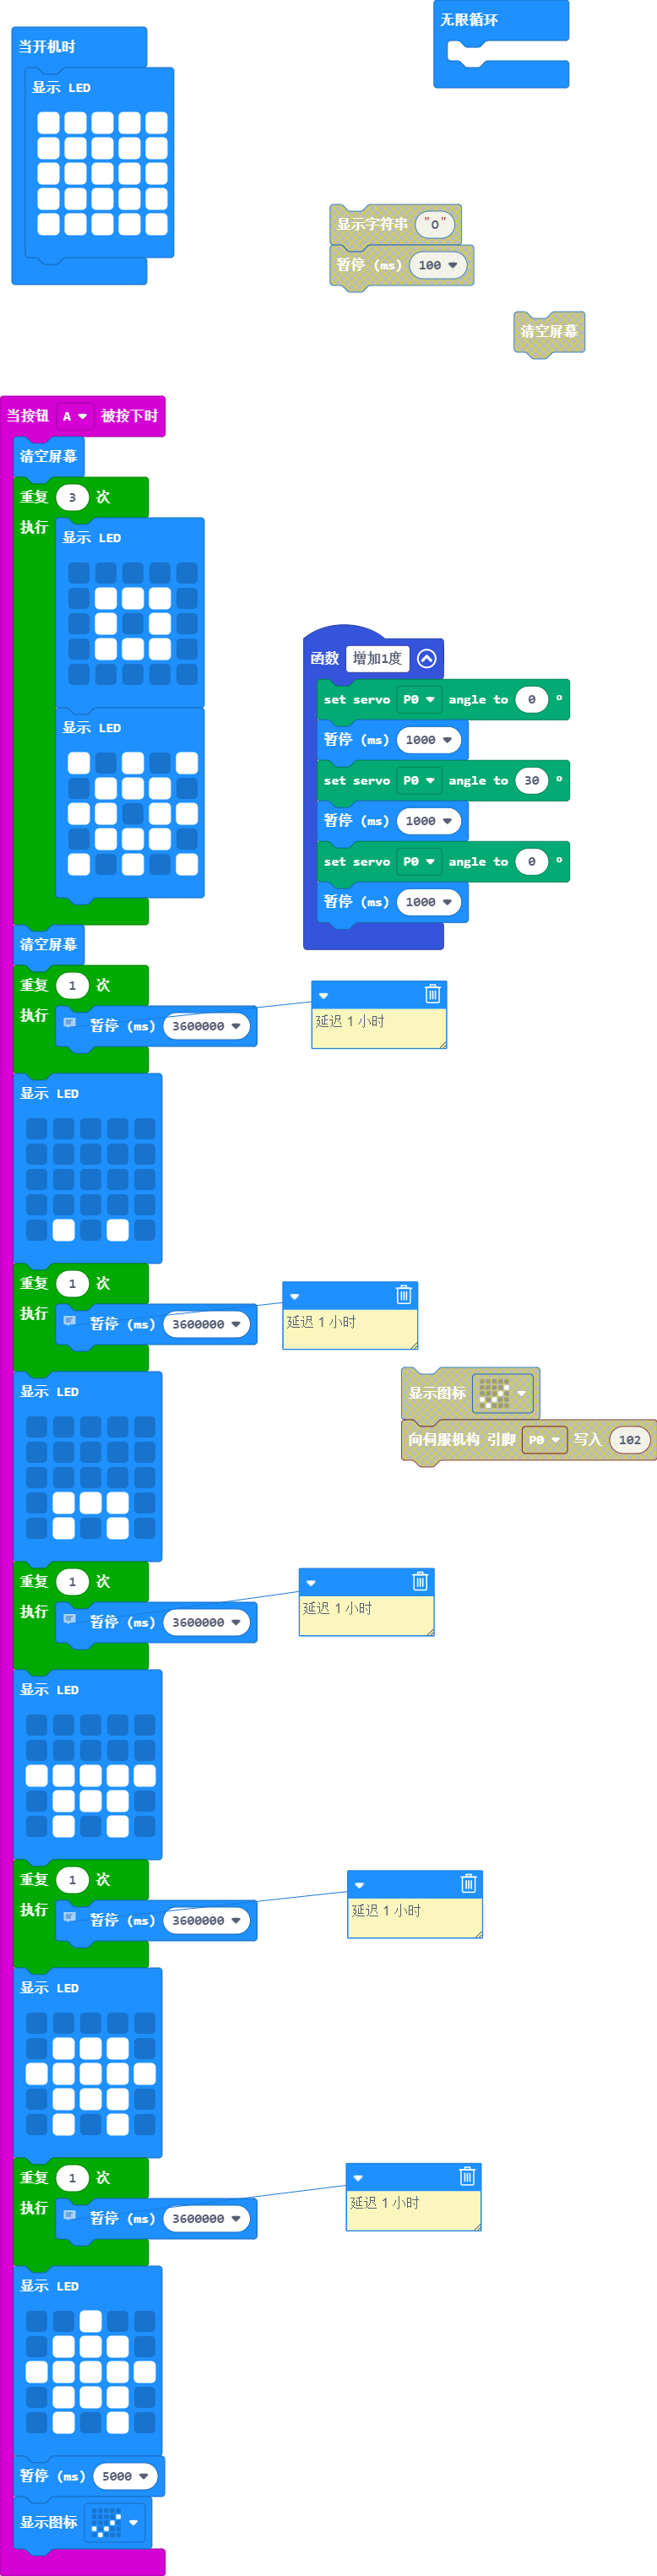 当开机时
显示 LED
无限循环
显示字符串 "O"
暂停 (ms) 100
清空屏幕
当按钮 A 被按下时
清空屏幕
重复 3 次
执行
显示 LED
显示 LED
函数 增加1度
set servo P0 angle to 0 °
暂停 (ms) 1000
set servo P0 angle to 30 °
暂停 (ms) 1000
set servo P0 angle to 0 °
暂停 (ms) 1000
清空屏幕
重复 1 次
执行 暂停 (ms) 3600000
延迟 1 小时
显示 LED
重复 1 次
执行 暂停 (ms) 3600000
延迟 1 小时
显示 LED
显示图标
向伺服机构 引脚 P0 写入 102
重复 1 次
执行 暂停 (ms) 3600000
延迟 1 小时
显示 LED
重复 1 次
执行 暂停 (ms) 3600000
延迟 1 小时
显示 LED
重复 1 次
执行 暂停 (ms) 3600000
延迟 1 小时
显示 LED
暂停 (ms) 5000
显示图标